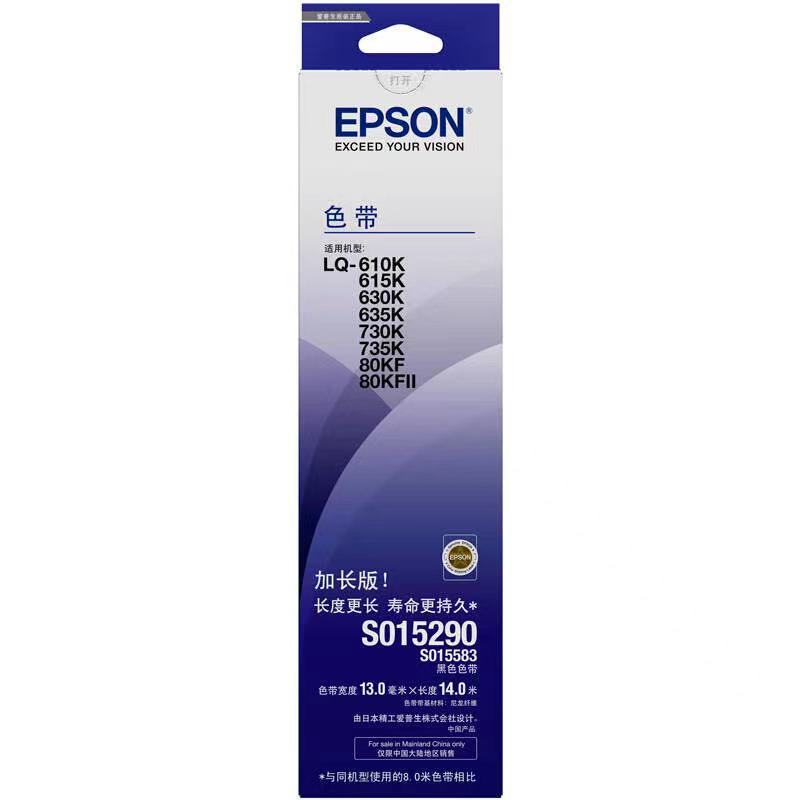 爱普生原装正品
打开
EPSON®
EXCEED YOUR VISION
色带
适用机型:
LQ-610K
615K
630K
635K
730K
735K
80KF
80KFII
EPSON
加长版!
长度更长 寿命更持久*
S015290
S015583
黑色色带
色带宽度13.0毫米×长度14.0米
色带带基材料: 尼龙纤维
由日本精工爱普生株式会社设计。
中国产品
For sale in Mainland China only
仅限中国大陆地区销售
*与同机型使用的8.0米色带相比